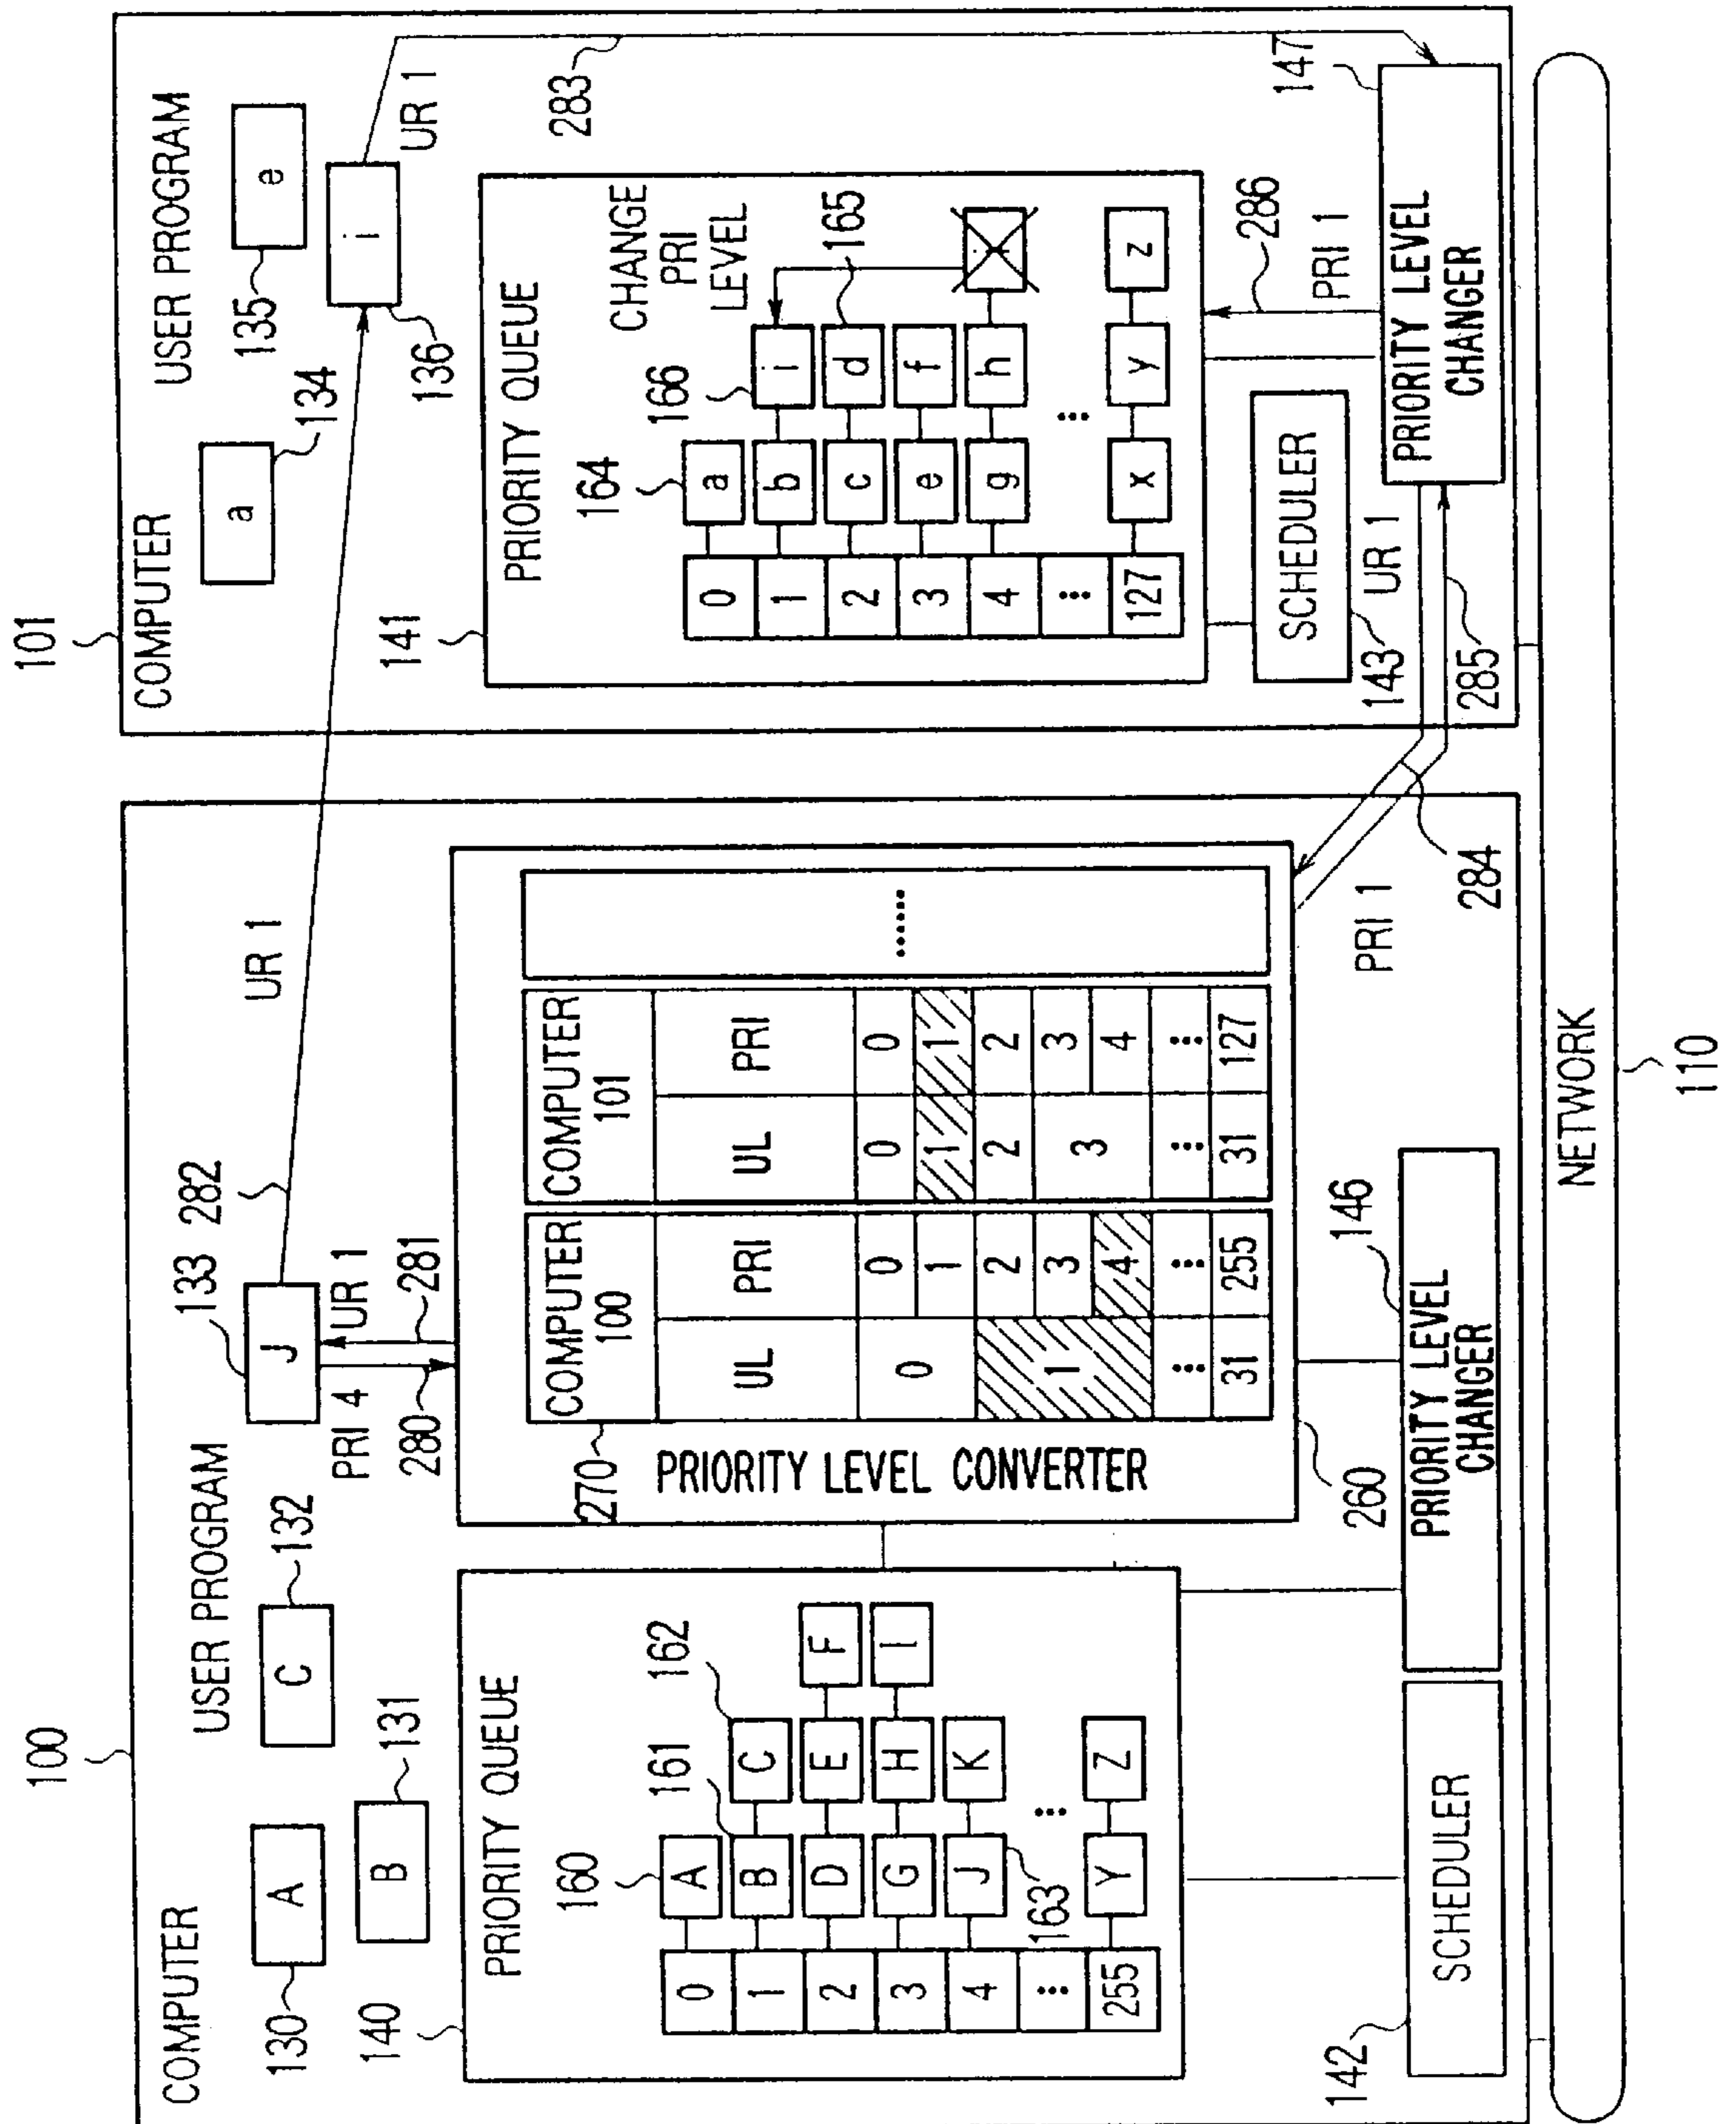 100
COMPUTER
USER PROGRAM
A
130
B
131
C
132
J
133
PRI 4
280
UR 1
281
282
UR 1
140
PRIORITY QUEUE
160
161
162
0 A
1 B C
2 D E F
3 G H I
4 J K
163
⋮ ⋮
255 Y Z
270
COMPUTER 100
UL PRI
0 0
1
1 2
3
4
⋮ ⋮
31 255
COMPUTER 101
UL PRI
0 0
1 1
2 2
3 3
4
⋮ ⋮
31 127
......
PRIORITY LEVEL CONVERTER
260
142
SCHEDULER
146
PRIORITY LEVEL
CHANGER
PRI 1
284
101
COMPUTER
USER PROGRAM
a
134
e
135
i
136
UR 1
283
141
PRIORITY QUEUE
CHANGE
PRI
LEVEL
164
166
165
0 a
1 b i
2 c d
3 e f
4 g h
⋮ ⋮
127 x y z
SCHEDULER
143
UR 1
285
286
PRI 1
147
PRIORITY LEVEL
CHANGER
NETWORK
110